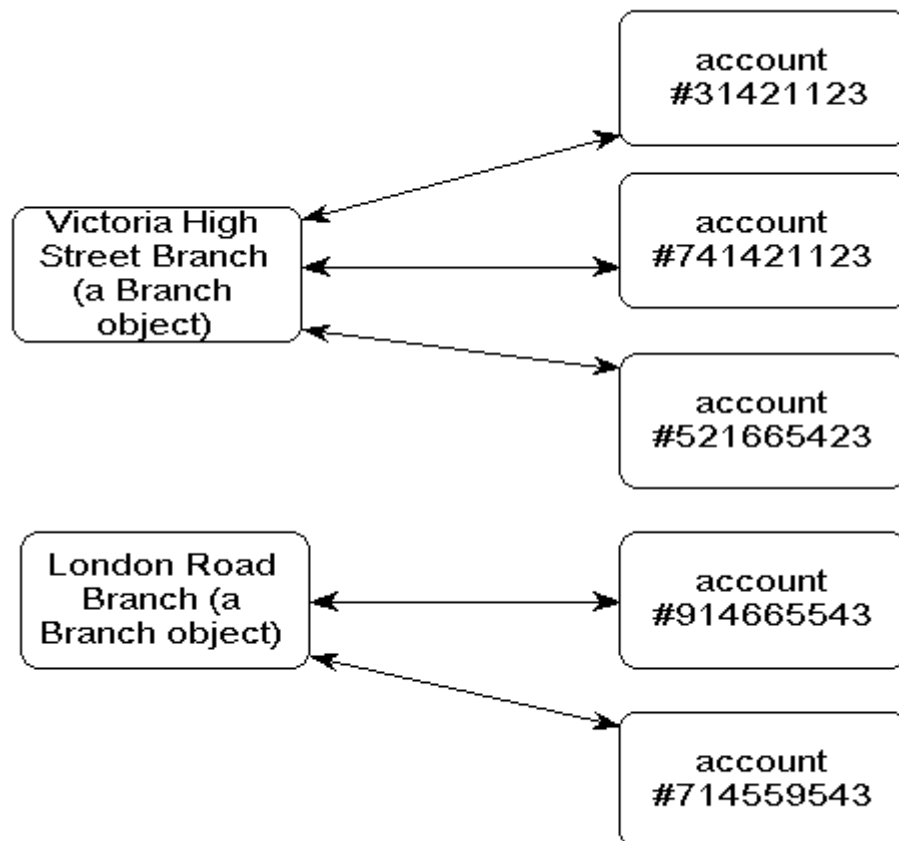 account
#31421123
Victoria High
Street Branch
(a Branch
object)
account
#741421123
account
#521665423
London Road
Branch (a
Branch object)
account
#914665543
account
#714559543